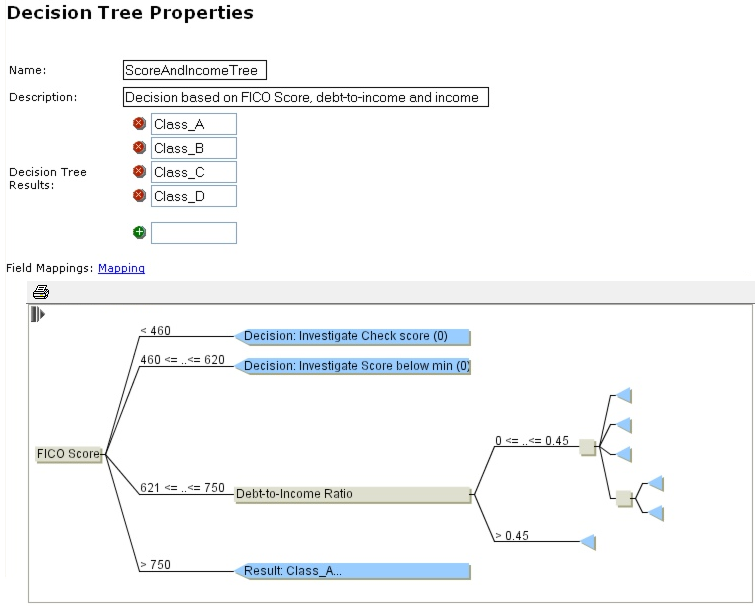 Decision Tree Properties
Name: ScoreAndIncomeTree
Description: Decision based on FICO Score, debt-to-income and income
Class_A
Class_B
Decision Tree Results: Class_C
Class_D
Field Mappings: Mapping
< 460 Decision: Investigate Check score (0)
460 <= ..<= 620 Decision: Investigate Score below min (0)
0 <= ..<= 0.45
FICO Score
621 <= ..<= 750 Debt-to-Income Ratio
> 0.45
> 750 Result: Class_A...